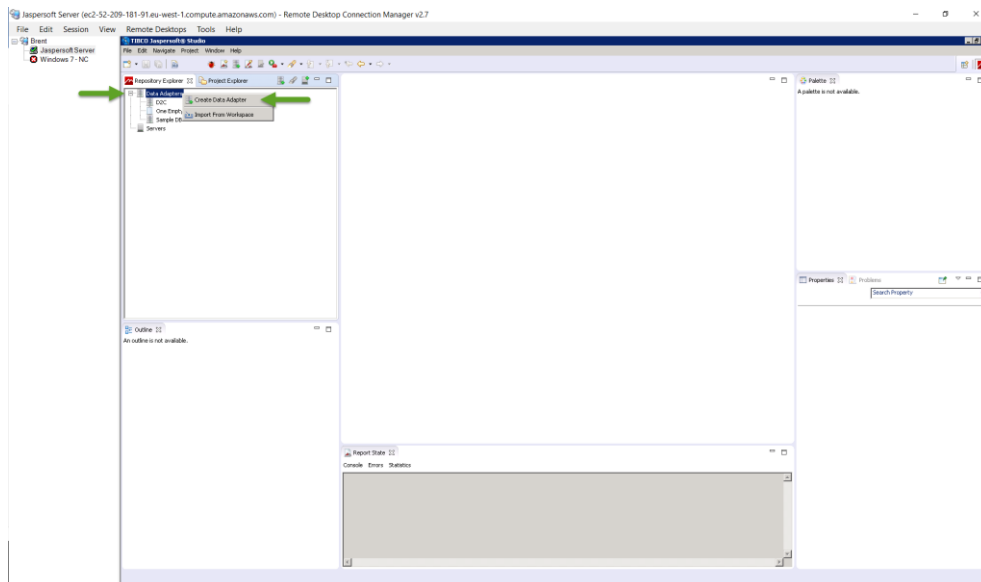 Jaspersoft Server (ec2-52-209-181-91.eu-west-1.compute.amazonaws.com) - Remote Desktop Connection Manager v2.7
File Edit Session View Remote Desktops Tools Help
Brent
Jaspersoft Server
Windows 7 - NC
TIBCO Jaspersoft® Studio
File Edit Navigate Project Window Help
Repository Explorer
Project Explorer
Data Adapters
D2C
One Empty
Sample DB
Servers
Create Data Adapter
Import From Workspace
Palette
A palette is not available.
Properties
Problems
Search Property
Outline
An outline is not available.
Report State
Console Errors Statistics